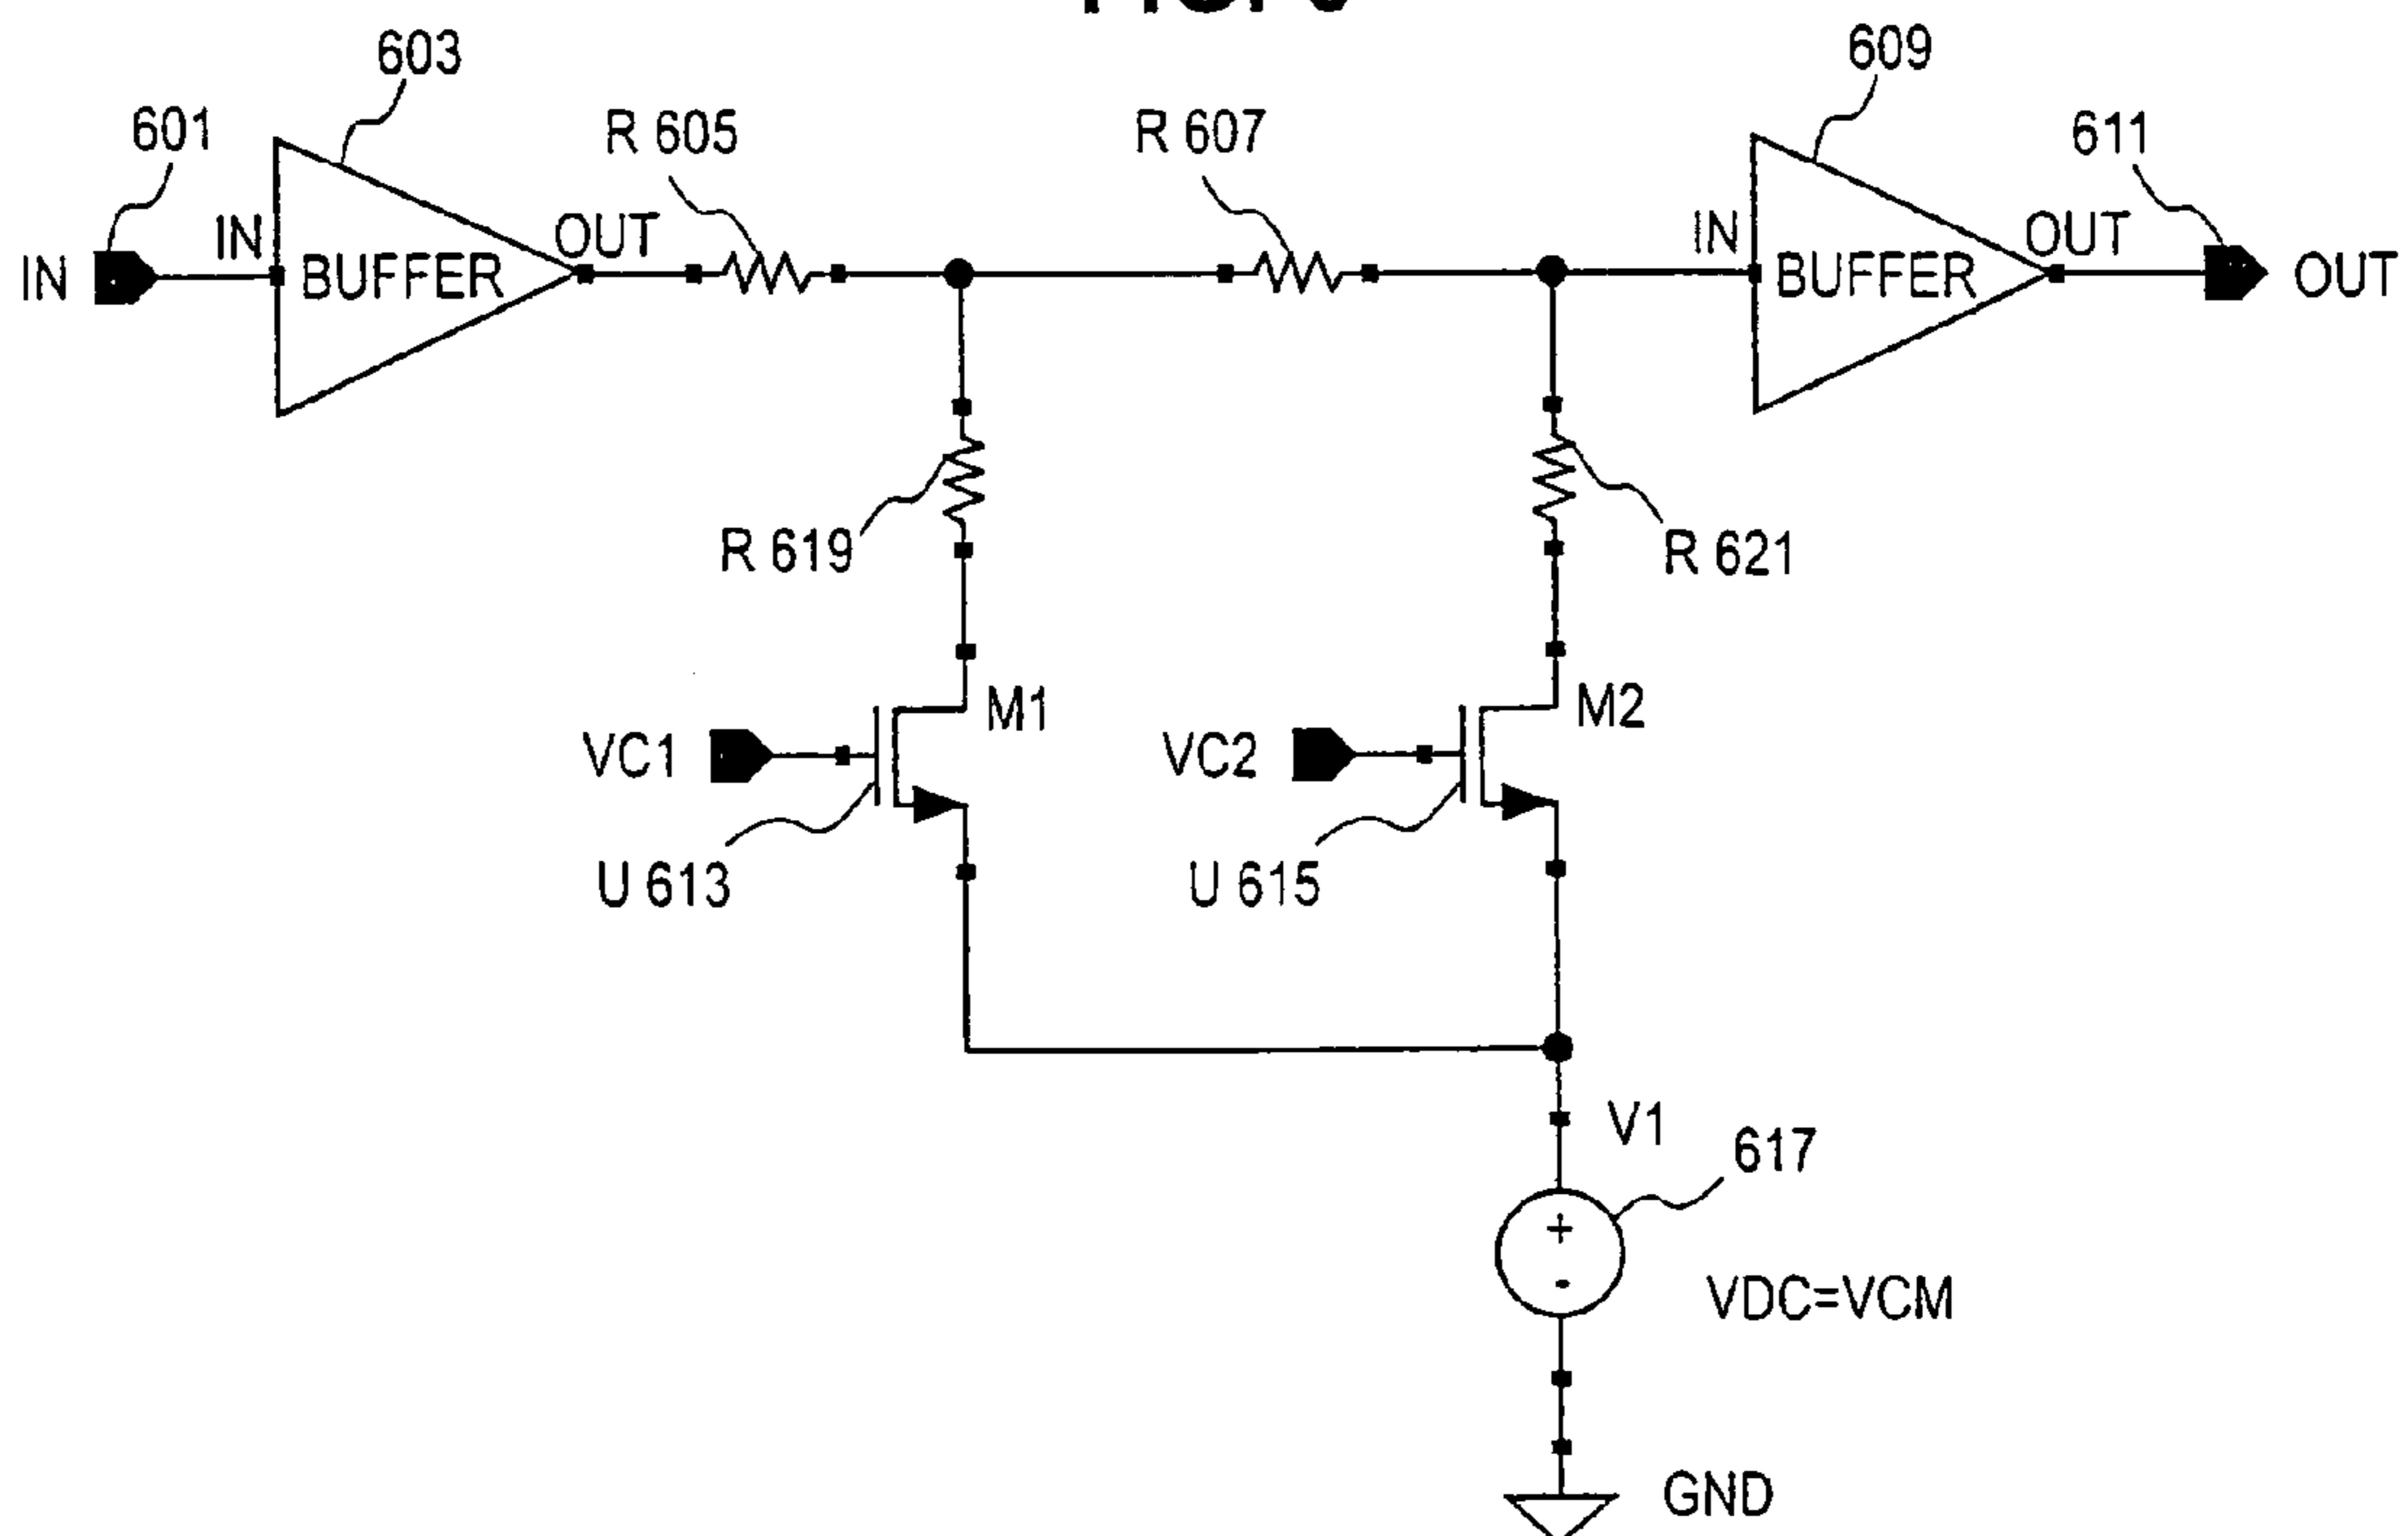 603
609
601
R 605
R 607
611
IN
OUT
IN
OUT
IN
BUFFER
BUFFER
OUT
R 619
R 621
M1
M2
VC1
VC2
U 613
U 615
V1
617
+
-
VDC=VCM
GND